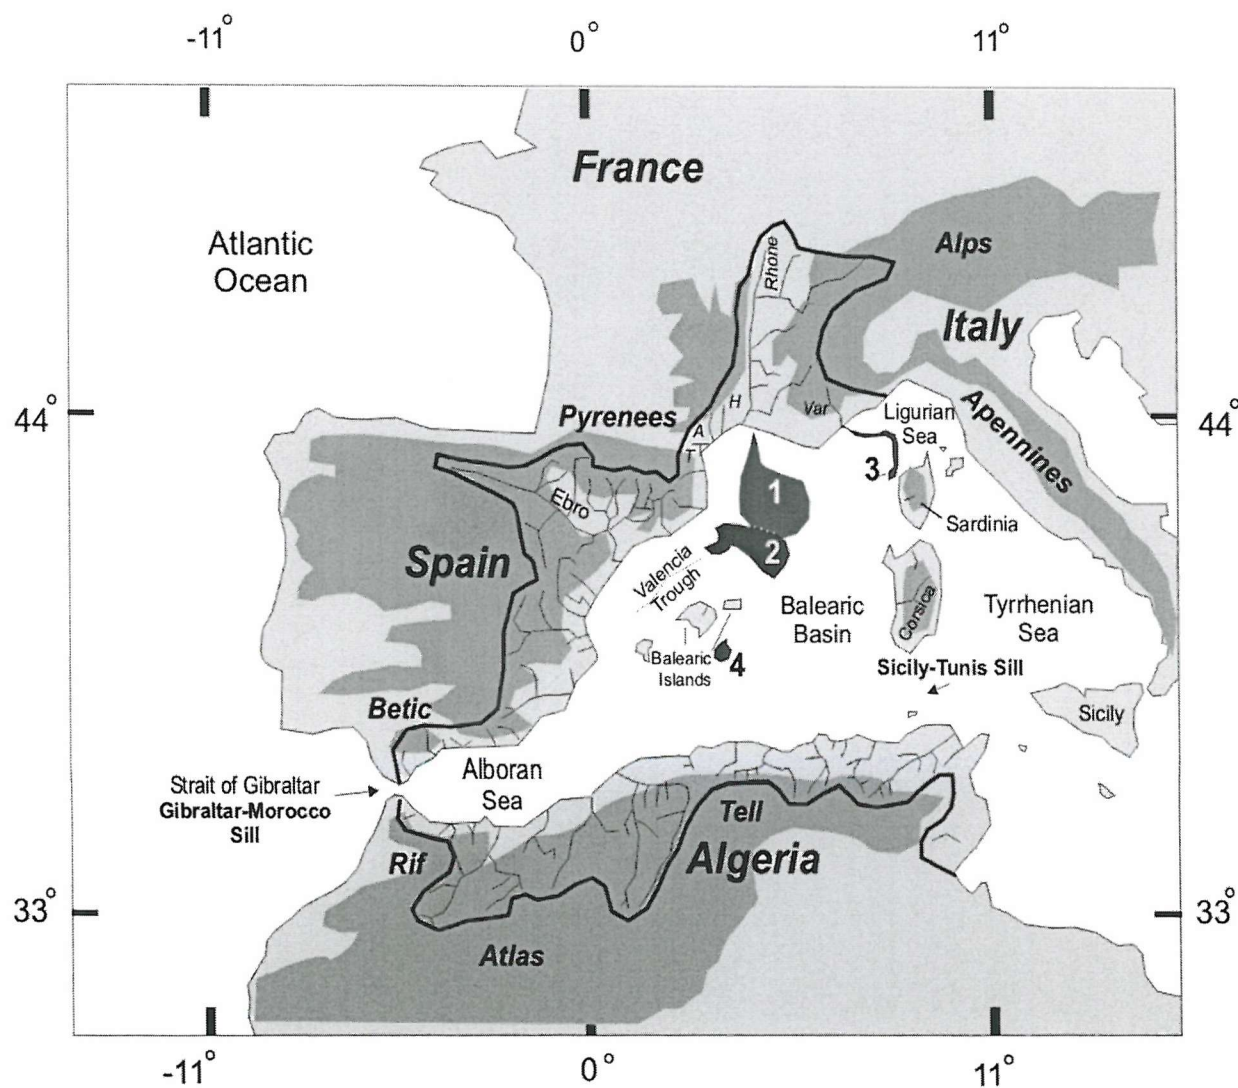 -11°
0°
11°
France
Atlantic
Ocean
Alps
Rhone
Italy
44°
Pyrenees
H
Var
Ligurian
Sea
Apennines
44°
A
T
3
1
Ebro
Sardinia
Spain
2
Valencia
Trough
Balearic
Basin
Corsica
Tyrrhenian
Sea
Balearic
Islands
4
Sicily-Tunis Sill
Betic
Sicily
Strait of Gibraltar
Gibraltar-Morocco
Sill
Alboran
Sea
Tell
Rif
Algeria
33°
33°
Atlas
-11°
0°
11°